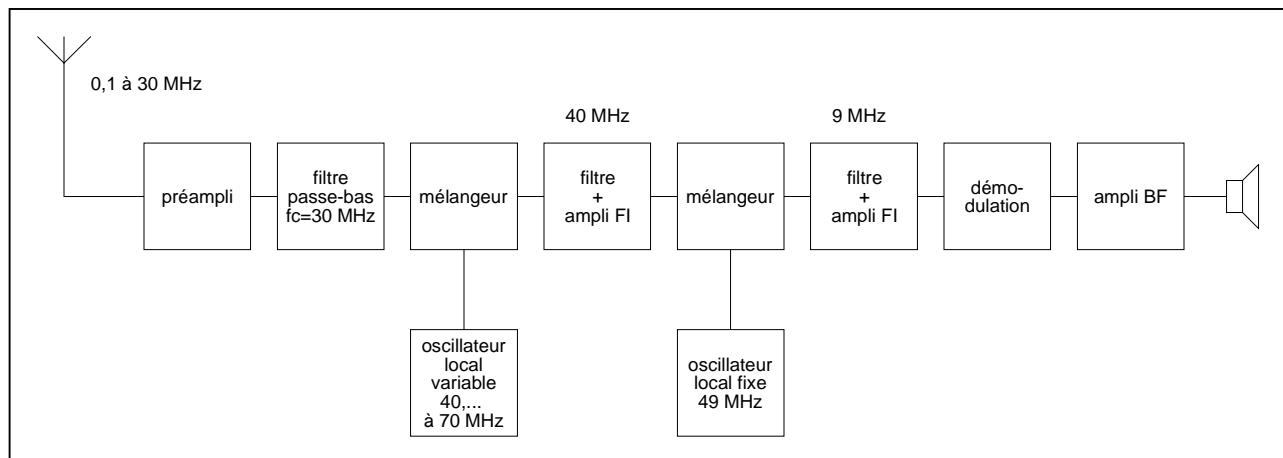 0,1 à 30 MHz
40 MHz
9 MHz
préampli
filtre
passe-bas
fc=30 MHz
mélangeur
filtre
+
ampli FI
mélangeur
filtre
+
ampli FI
démo-
dulation
ampli BF
oscillateur
local
variable
40,...
à 70 MHz
oscillateur
local fixe
49 MHz